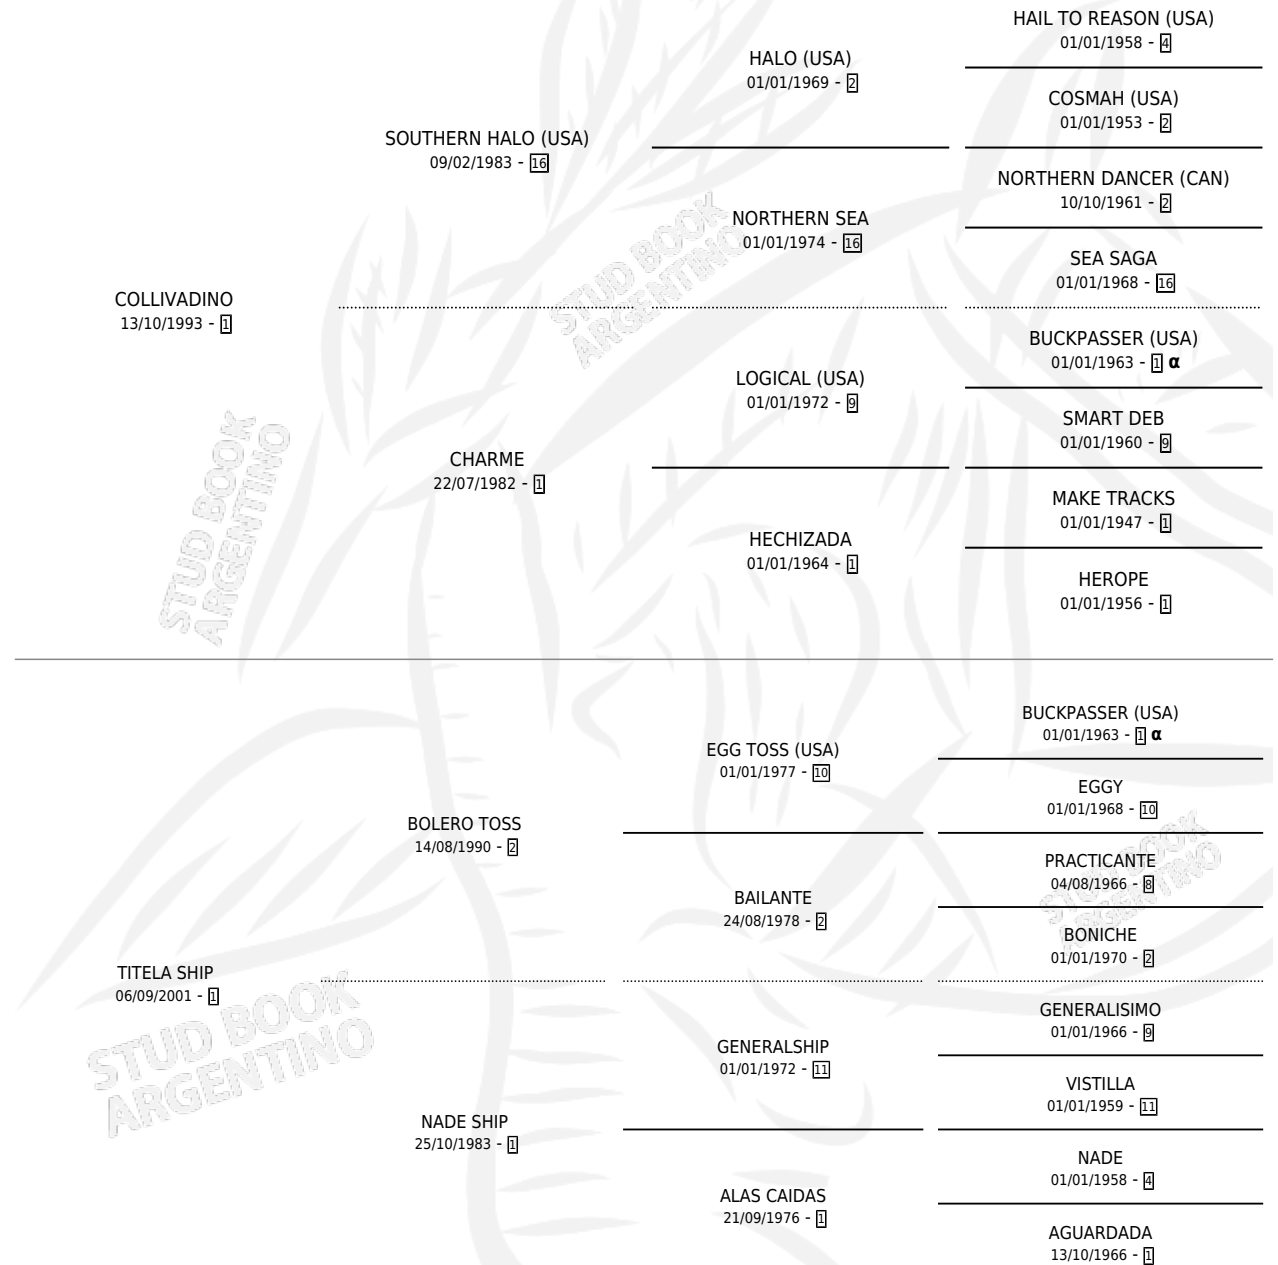 HAIL TO REASON (USA)
01/01/1958 - 4
HALO (USA)
01/01/1969 - 2
COSMAH (USA)
01/01/1953 - 2
SOUTHERN HALO (USA)
09/02/1983 - 16
NORTHERN DANCER (CAN)
10/10/1961 - 2
NORTHERN SEA
01/01/1974 - 16
SEA SAGA
01/01/1968 - 16
COLLIVADINO
13/10/1993 - 1
BUCKPASSER (USA)
01/01/1963 - 1 α
LOGICAL (USA)
01/01/1972 - 9
SMART DEB
01/01/1960 - 9
CHARME
22/07/1982 - 1
MAKE TRACKS
01/01/1947 - 1
HECHIZADA
01/01/1964 - 1
HEROPE
01/01/1956 - 1
BUCKPASSER (USA)
01/01/1963 - 1 α
EGG TOSS (USA)
01/01/1977 - 10
EGGY
01/01/1968 - 10
BOLERO TOSS
14/08/1990 - 2
PRACTICANTE
04/08/1966 - 8
BAILANTE
24/08/1978 - 2
BONICHE
01/01/1970 - 2
TITELA SHIP
06/09/2001 - 1
GENERALISIMO
01/01/1966 - 9
GENERALSHIP
01/01/1972 - 11
VISTILLA
01/01/1959 - 11
NADE SHIP
25/10/1983 - 1
NADE
01/01/1958 - 4
ALAS CAIDAS
21/09/1976 - 1
AGUARDADA
13/10/1966 - 1
STUD BOOK
ARGENTINO
STUD BOOK
ARGENTINO
STUD BOOK
ARGENTINO
STUD BOOK
ARGENTINO